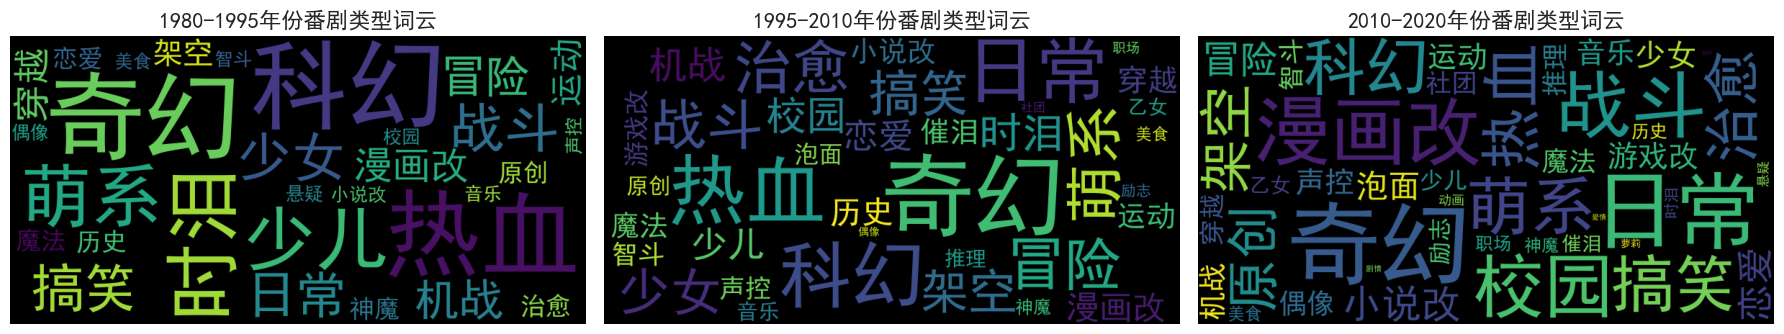 1980-1995年份番剧类型词云
恋爱
美食
架空
智斗
科幻
冒险
运动
穿越
奇幻
战斗
偶像
少女
校园
声控
漫画改
萌系
时泪
原创
悬疑
小说改
音乐
少儿
热血
魔法
历史
搞笑
日常
神魔
机战
治愈
1995-2010年份番剧类型词云
机战
治愈
小说改
日常
职场
穿越
搞笑
游戏改
战斗
校园
社团
乙女
恋爱
催泪
时泪
萌系
美食
泡面
热血
奇幻
原创
励志
历史
魔法
少儿
偶像
运动
智斗
科幻
推理
冒险
少女
声控
架空
音乐
神魔
漫画改
2010-2020年份番剧类型词云
冒险
智斗
科幻
运动
社团
热血
推理
音乐
少女
战斗
治愈
架空
漫画改
历史
魔法
游戏改
乙女
声控
泡面
少儿
悬疑
动画
萌系
日常
时泪
穿越
原创
奇幻
励志
爱情
职场
神魔
催泪
萝莉
机战
剧情
校园
搞笑
恋爱
美食
偶像
小说改